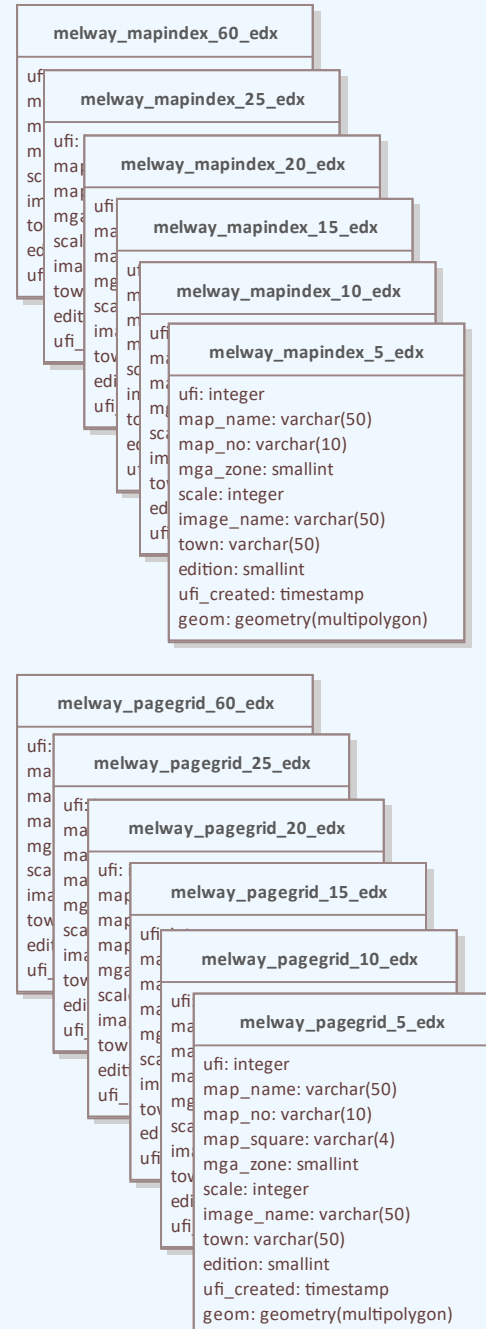 melway_mapindex_60_edx
melway_mapindex_25_edx
melway_mapindex_20_edx
melway_mapindex_15_edx
melway_mapindex_10_edx
melway_mapindex_5_edx
ufi: integer
map_name: varchar(50)
map_no: varchar(10)
mga_zone: smallint
scale: integer
image_name: varchar(50)
town: varchar(50)
edition: smallint
ufi_created: timestamp
geom: geometry(multipolygon)
melway_pagegrid_60_edx
melway_pagegrid_25_edx
melway_pagegrid_20_edx
melway_pagegrid_15_edx
melway_pagegrid_10_edx
melway_pagegrid_5_edx
ufi: integer
map_name: varchar(50)
map_no: varchar(10)
map_square: varchar(4)
mga_zone: smallint
scale: integer
image_name: varchar(50)
town: varchar(50)
edition: smallint
ufi_created: timestamp
geom: geometry(multipolygon)